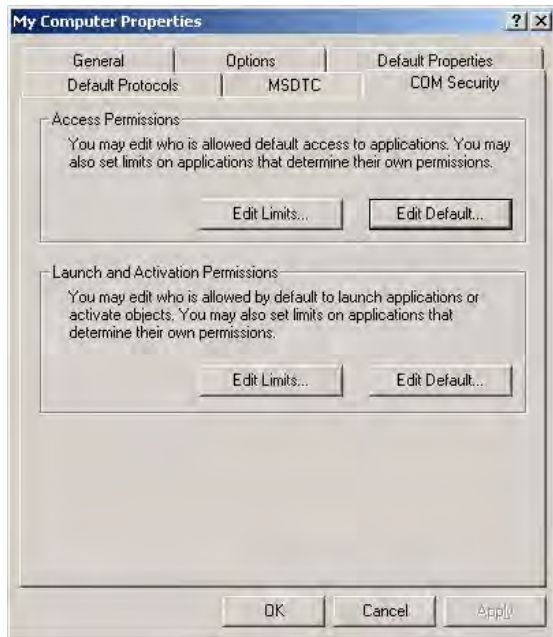 My Computer Properties
General
Options
Default Properties
Default Protocols
MSDTC
COM Security
Access Permissions
You may edit who is allowed default access to applications. You may
also set limits on applications that determine their own permissions.
Edit Limits...
Edit Default...
Launch and Activation Permissions
You may edit who is allowed by default to launch applications or
activate objects. You may also set limits on applications that
determine their own permissions.
Edit Limits...
Edit Default...
OK
Cancel
Apply